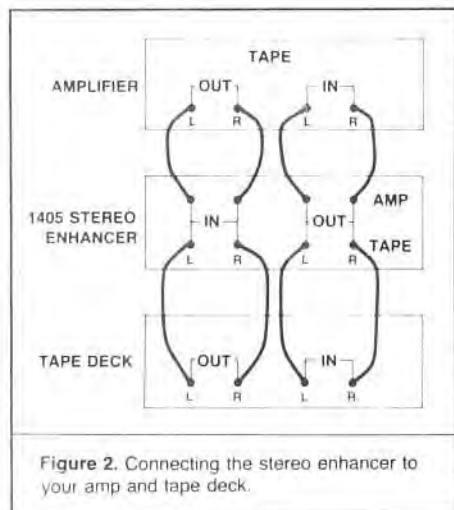 TAPE
AMPLIFIER OUT IN
L R L R
AMP
1405 STEREO
ENHANCER
IN OUT
TAPE
L R L R
TAPE DECK OUT IN
L R L R
Figure 2. Connecting the stereo enhancer to
your amp and tape deck.